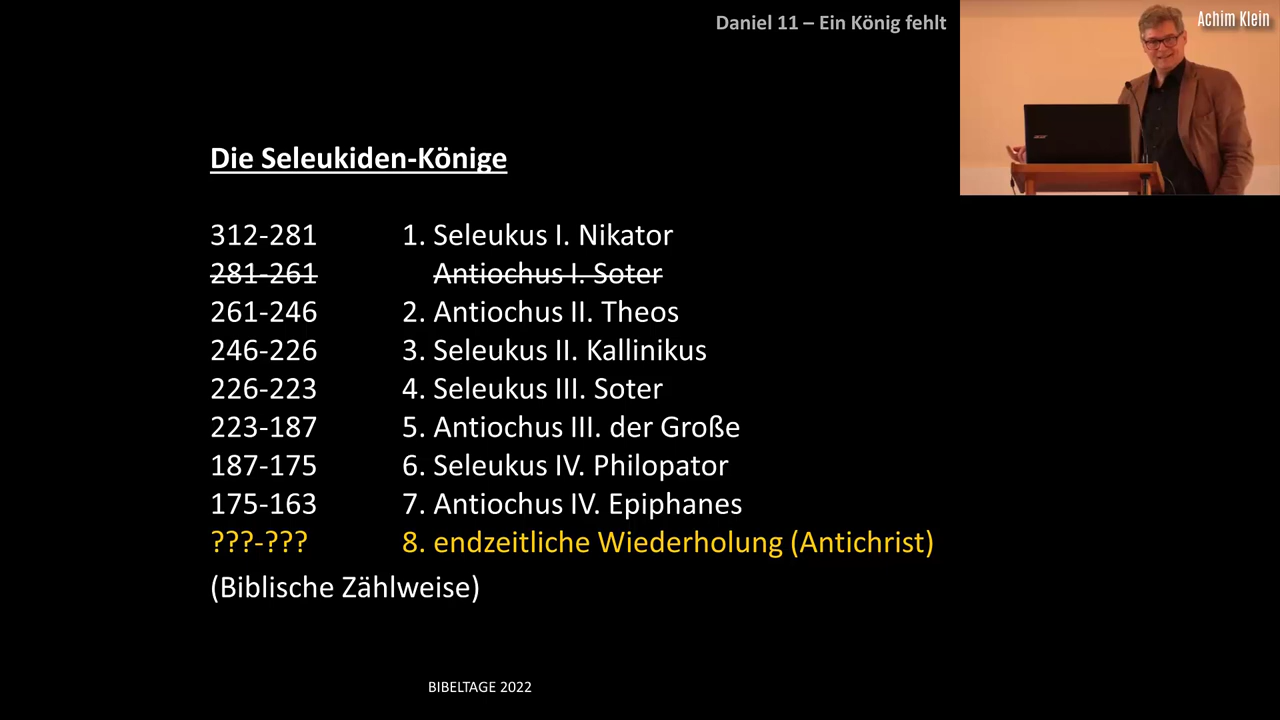 Daniel 11 – Ein König fehlt
Achim Klein
Die Seleukiden-Könige
312-281 1. Seleukus I. Nikator
281-261 Antiochus I. Soter
261-246 2. Antiochus II. Theos
246-226 3. Seleukus II. Kallinikus
226-223 4. Seleukus III. Soter
223-187 5. Antiochus III. der Große
187-175 6. Seleukus IV. Philopator
175-163 7. Antiochus IV. Epiphanes
???-??? 8. endzeitliche Wiederholung (Antichrist)
(Biblische Zählweise)
BIBELTAGE 2022
acer